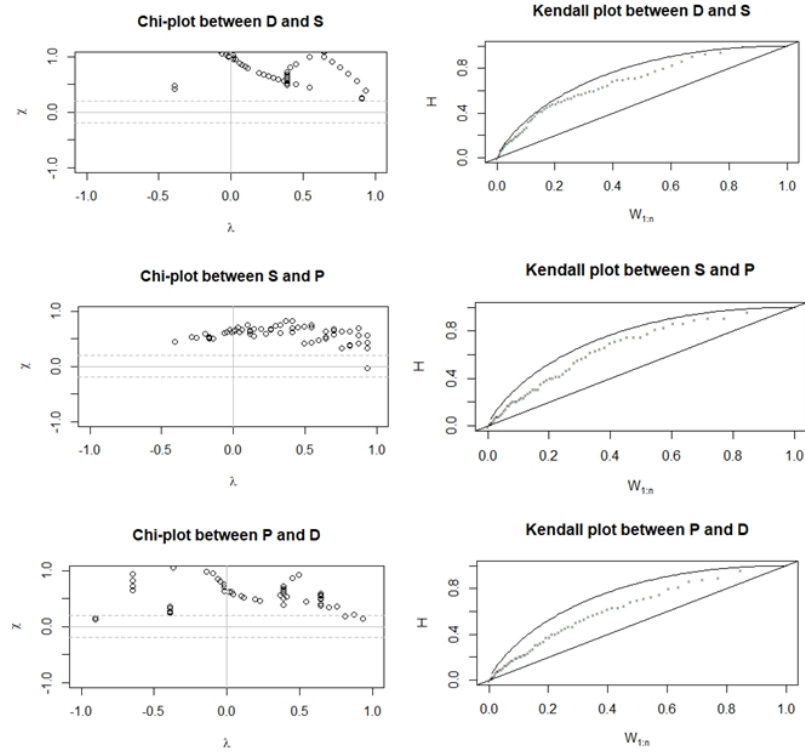 Chi-plot between D and S
χ
1.0
0.0
-1.0
-1.0 -0.5 0.0 0.5 1.0
λ
Kendall plot between D and S
H
0.8
0.4
0.0
0.0 0.2 0.4 0.6 0.8 1.0
W1:n
Chi-plot between S and P
χ
1.0
0.0
-1.0
-1.0 -0.5 0.0 0.5 1.0
λ
Kendall plot between S and P
H
0.8
0.4
0.0
0.0 0.2 0.4 0.6 0.8 1.0
W1:n
Chi-plot between P and D
χ
1.0
0.0
-1.0
-1.0 -0.5 0.0 0.5 1.0
λ
Kendall plot between P and D
H
0.8
0.4
0.0
0.0 0.2 0.4 0.6 0.8 1.0
W1:n